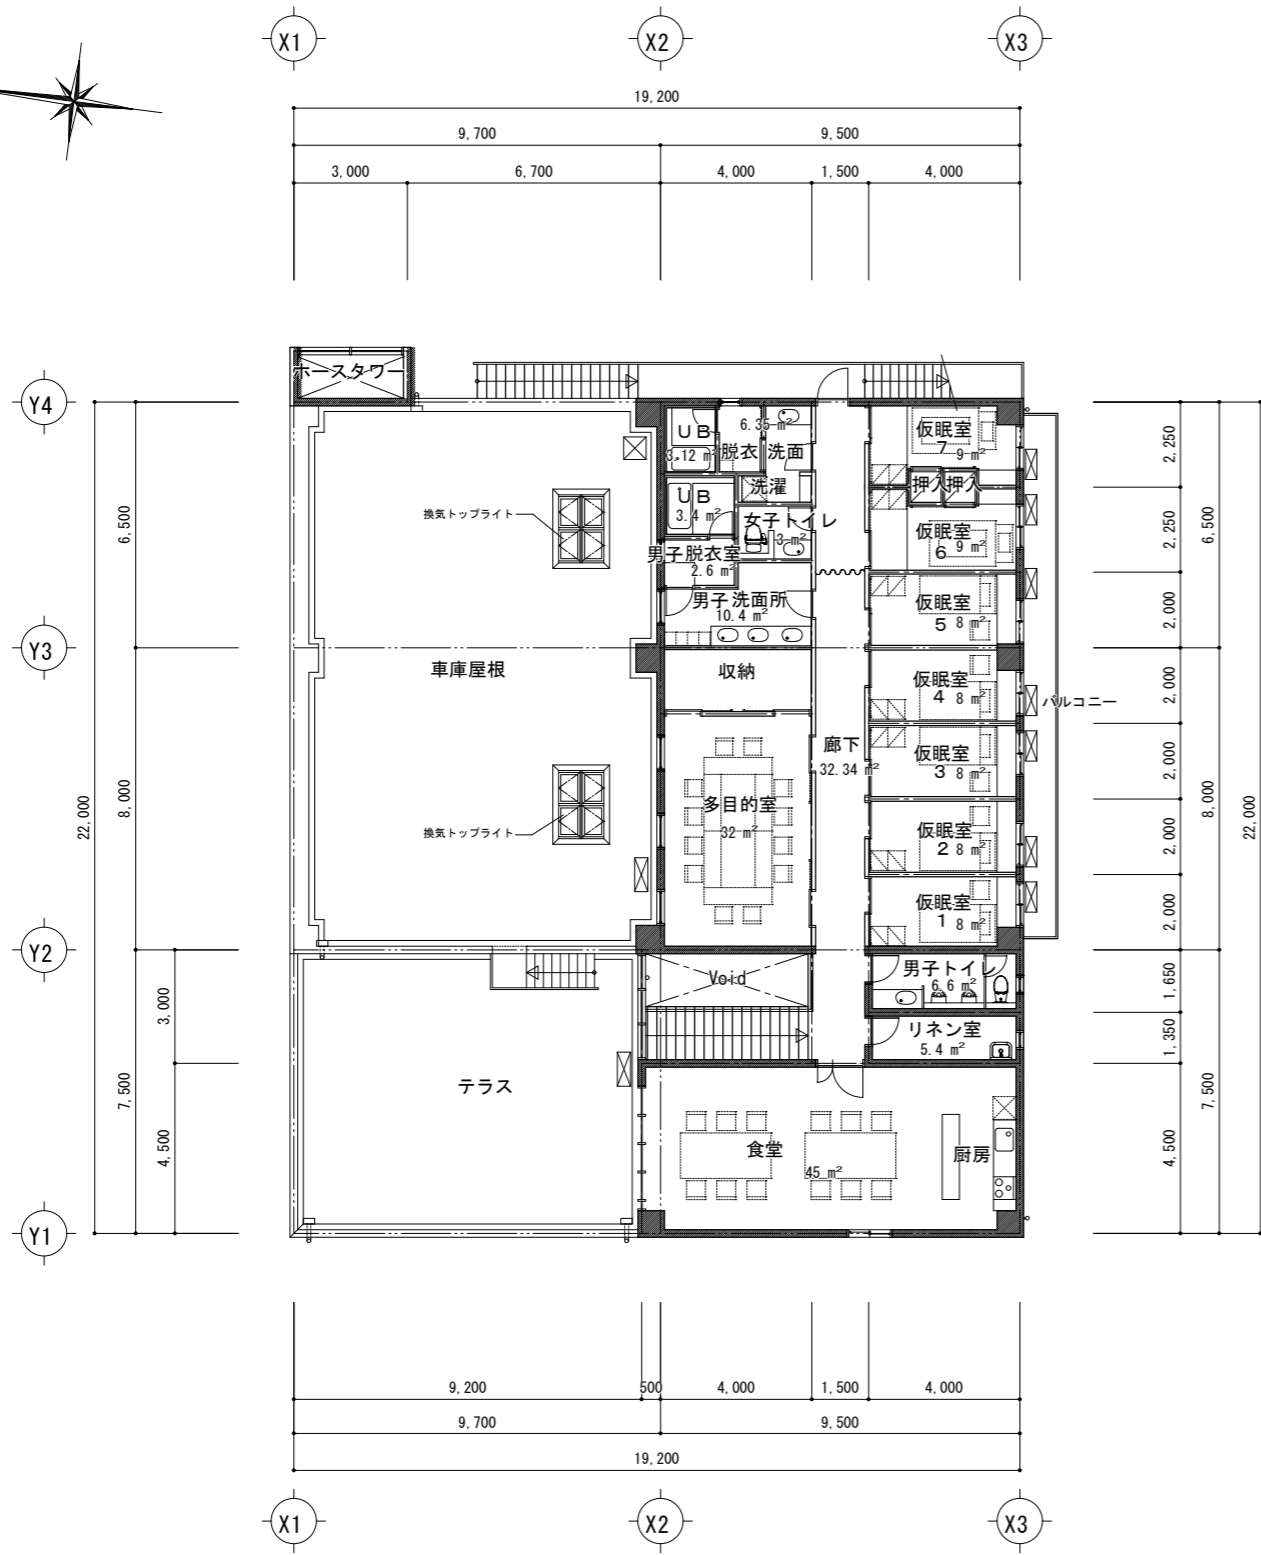 X1
X2
X3
19,200
9,700
9,500
3,000
6,700
4,000
1,500
4,000
ホースタワー
Y4
6.35 m²
UB
3.12 m²
脱衣
洗面
仮眠室
7
9 m²
2,250
洗濯
押入
押入
UB
3.4 m²
女子トイレ
3 m²
換気トップライト
6,500
仮眠室
6
9 m²
2,250
6,500
男子脱衣室
2.6 m²
男子洗面所
10.4 m²
仮眠室
5
8 m²
2,000
Y3
車庫屋根
収納
仮眠室
4
8 m²
2,000
バルコニー
廊下
32.34 m²
仮眠室
3
8 m²
2,000
多目的室
32 m²
換気トップライト
22,000
8,000
仮眠室
2
8 m²
2,000
8,000
22,000
仮眠室
1
8 m²
2,000
Y2
Void
男子トイレ
6.6 m²
1,650
3,000
リネン室
5.4 m²
1,350
テラス
7,500
4,500
食堂
45 m²
厨房
4,500
7,500
Y1
9,200
500
4,000
1,500
4,000
9,700
9,500
19,200
X1
X2
X3